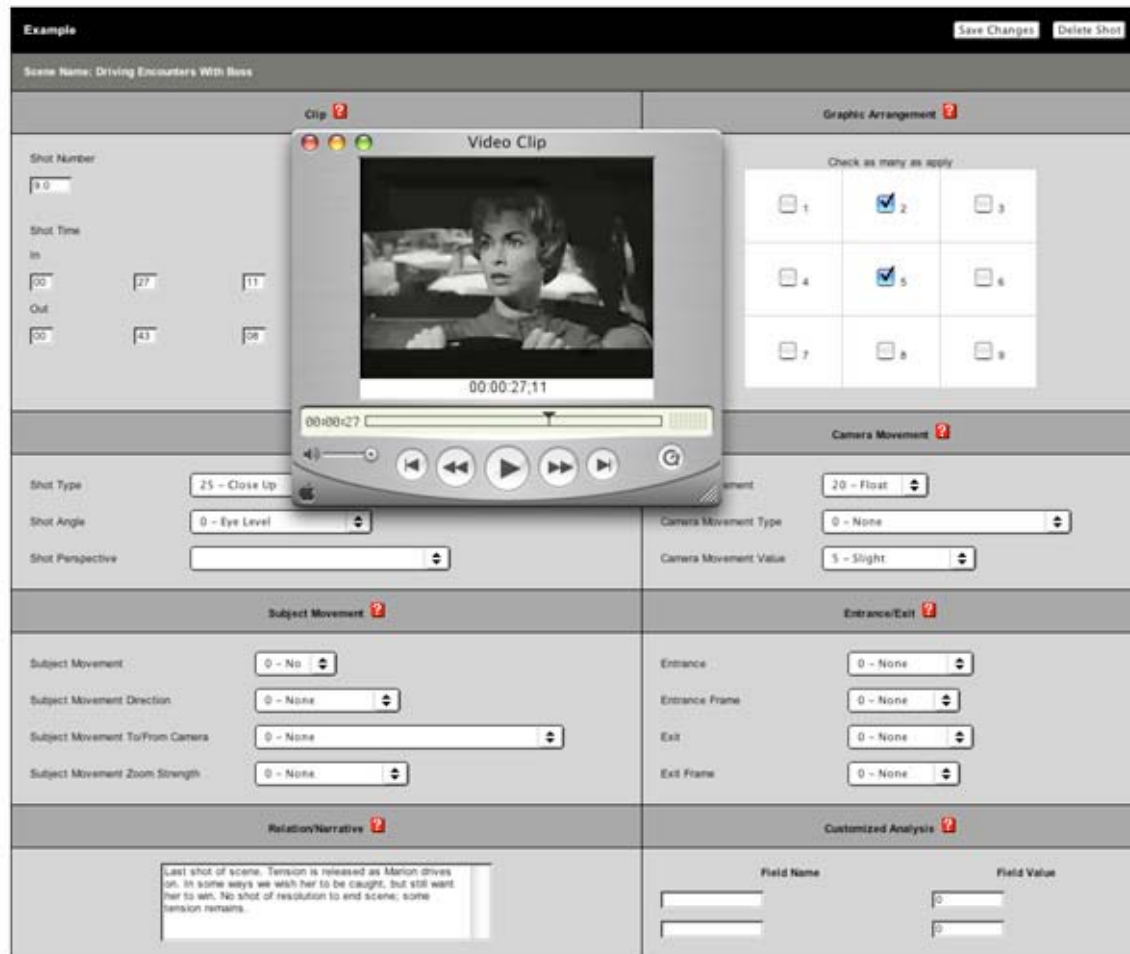 Example
Save Changes
Delete Shot
Scene Name: Driving Encounters With Boss
Clip ?
Graphic Arrangement ?
Video Clip
Shot Number
9.0
Shot Time
In
00 27 11
Out
00 43 08
00:00:27;11
00:00:27
Check as many as apply
1 2 3
4 5 6
7 8 9
Camera Movement ?
Shot Type 25 - Close Up
Shot Angle 0 - Eye Level
Shot Perspective
20 - Float
Camera Movement Type 0 - None
Camera Movement Value 5 - Slight
Subject Movement ?
Entrance/Exit ?
Subject Movement 0 - No
Subject Movement Direction 0 - None
Subject Movement To/From Camera 0 - None
Subject Movement Zoom Strength 0 - None
Entrance 0 - None
Entrance Frame 0 - None
Exit 0 - None
Exit Frame 0 - None
Relation/Narrative ?
Customized Analysis ?
Last shot of scene. Tension is released as Marion drives
on. In some ways we wish her to be caught, but still want
her to win. No shot of resolution to end scene; some
tension remains.
Field Name Field Value
0
0